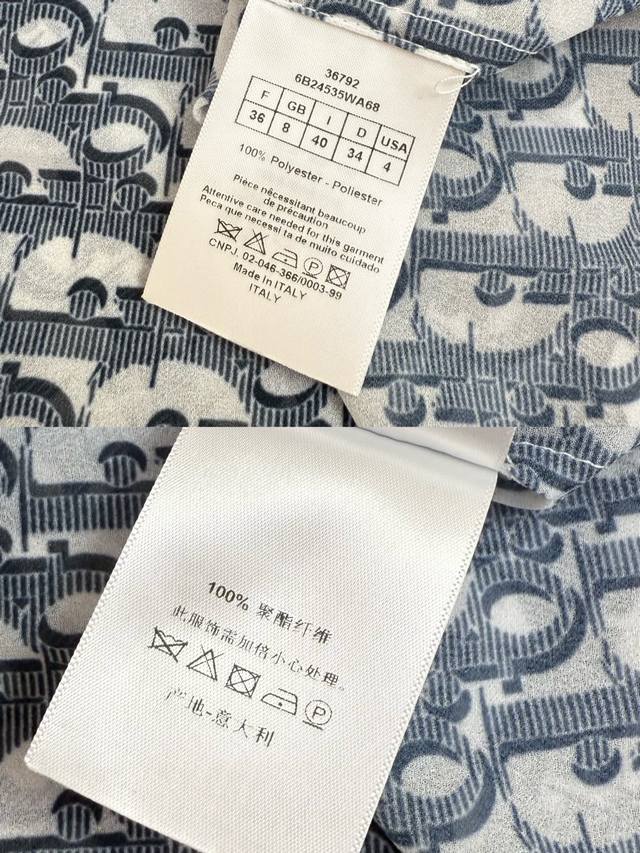 36792
6B24535WA68
F GB I D USA
36 8 40 34 4
100% Polyester - Poliester
Pièce nécessitant beaucoup
de précaution
Attentive care needed for this garment
Peca que necessi ta de muito cuidado
P
CNPJ. 02-046-366/0003-99
Made in ITALY
ITALY
100% 聚酯纤维
此服饰需加倍小心处理。
P
产地-意大利